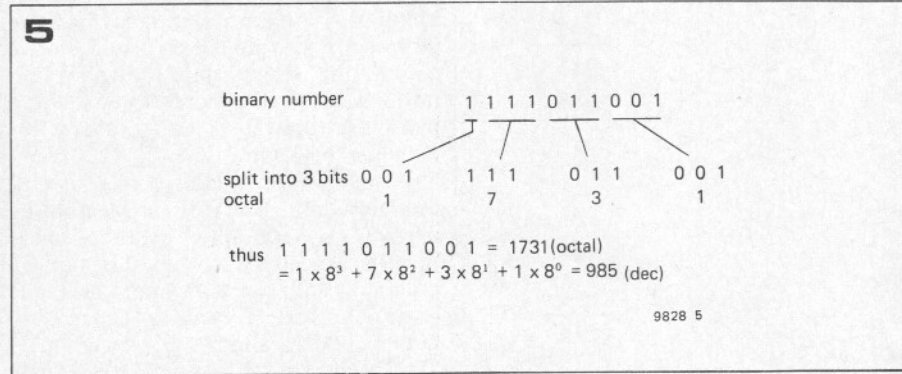 5
binary number 1 1 1 1 0 1 1 0 0 1
split into 3 bits 0 0 1 1 1 1 0 1 1 0 0 1
octal 1 7 3 1
thus 1 1 1 1 0 1 1 0 0 1 = 1731(octal)
= 1 x 8³ + 7 x 8² + 3 x 8¹ + 1 x 8⁰ = 985 (dec)
9828 5